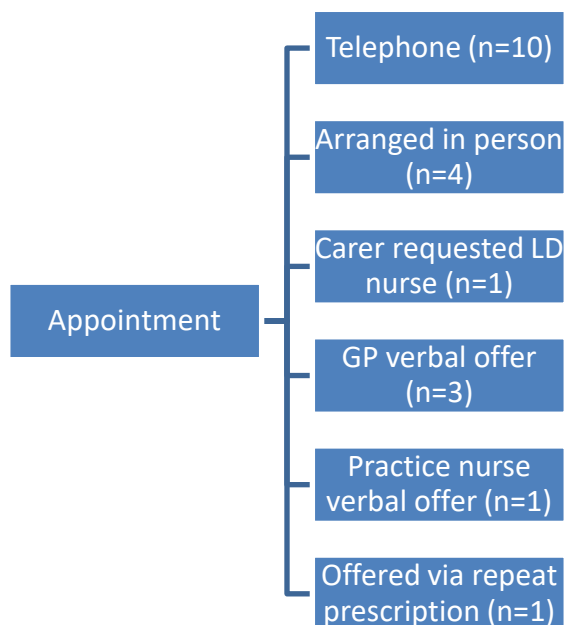 Telephone (n=10)
Arranged in person
(n=4)
Carer requested LD
nurse (n=1)
Appointment
GP verbal offer
(n=3)
Practice nurse
verbal offer (n=1)
Offered via repeat
prescription (n=1)